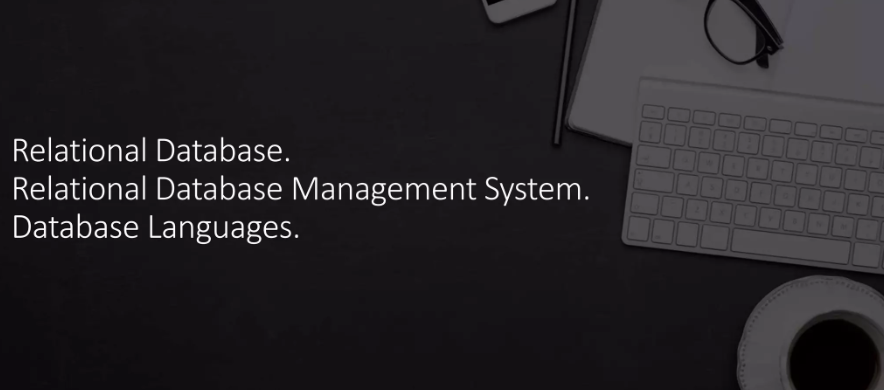 Relational Database.
Relational Database Management System.
Database Languages.